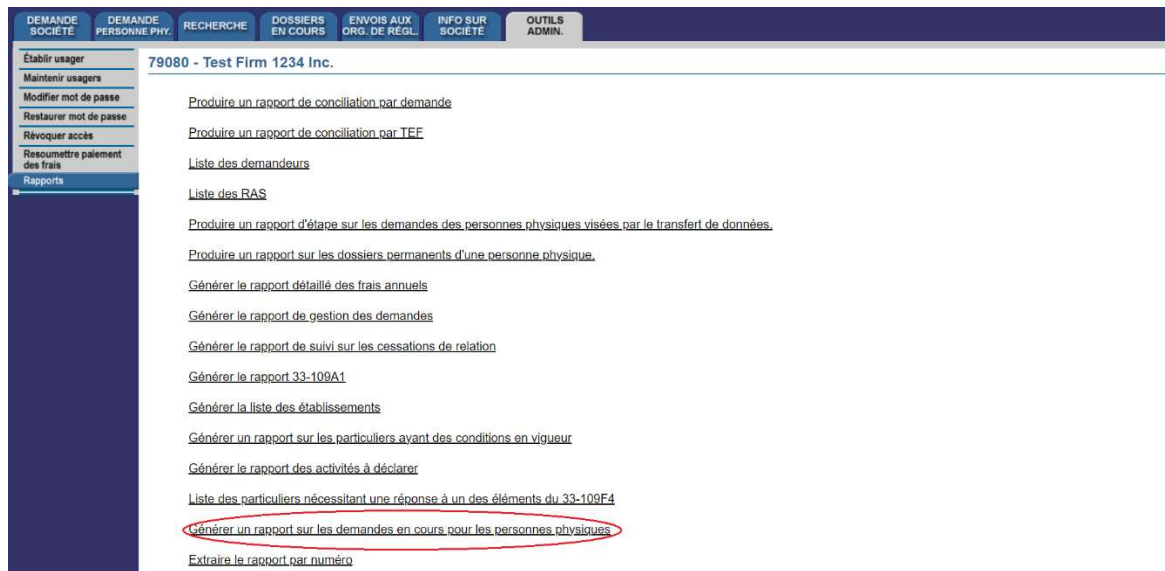 DEMANDE SOCIÉTÉ
DEMANDE PERSONNE PHY.
RECHERCHE
DOSSIERS EN COURS
ENVOIS AUX ORG. DE RÉGL.
INFO SUR SOCIÉTÉ
OUTILS ADMIN.
Établir usager
Maintenir usagers
Modifier mot de passe
Restaurer mot de passe
Révoquer accès
Resoumettre paiement
des frais
Rapports
79080 - Test Firm 1234 Inc.
Produire un rapport de conciliation par demande
Produire un rapport de conciliation par TEF
Liste des demandeurs
Liste des RAS
Produire un rapport d'étape sur les demandes des personnes physiques visées par le transfert de données.
Produire un rapport sur les dossiers permanents d'une personne physique.
Générer le rapport détaillé des frais annuels
Générer le rapport de gestion des demandes
Générer le rapport de suivi sur les cessations de relation
Générer le rapport 33-109A1
Générer la liste des établissements
Générer un rapport sur les particuliers ayant des conditions en vigueur
Générer le rapport des activités à déclarer
Liste des particuliers nécessitant une réponse à un des éléments du 33-109F4
Générer un rapport sur les demandes en cours pour les personnes physiques
Extraire le rapport par numéro